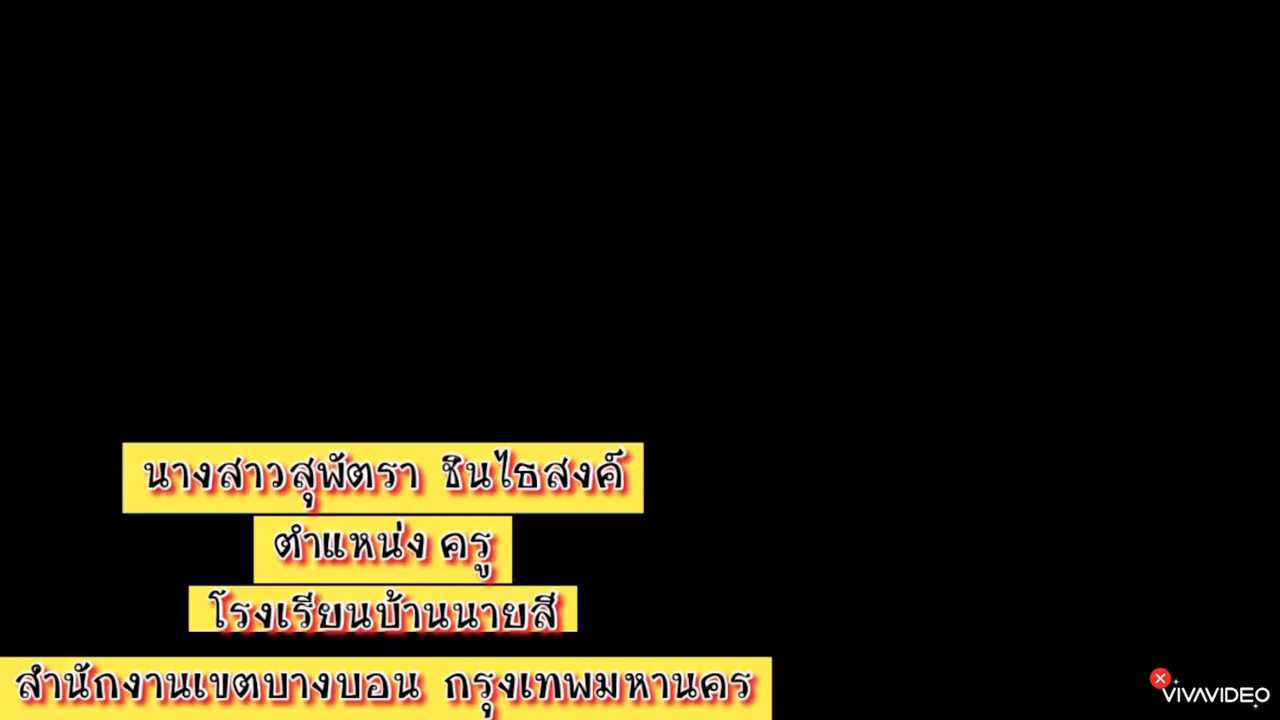 นางสาวสุพัตรา ชินไธสงค์
ตำแหน่ง ครู
โรงเรียนบ้านนายสี
สำนักงานเขตบางบอน กรุงเทพมหานคร
VIVAVIDEO